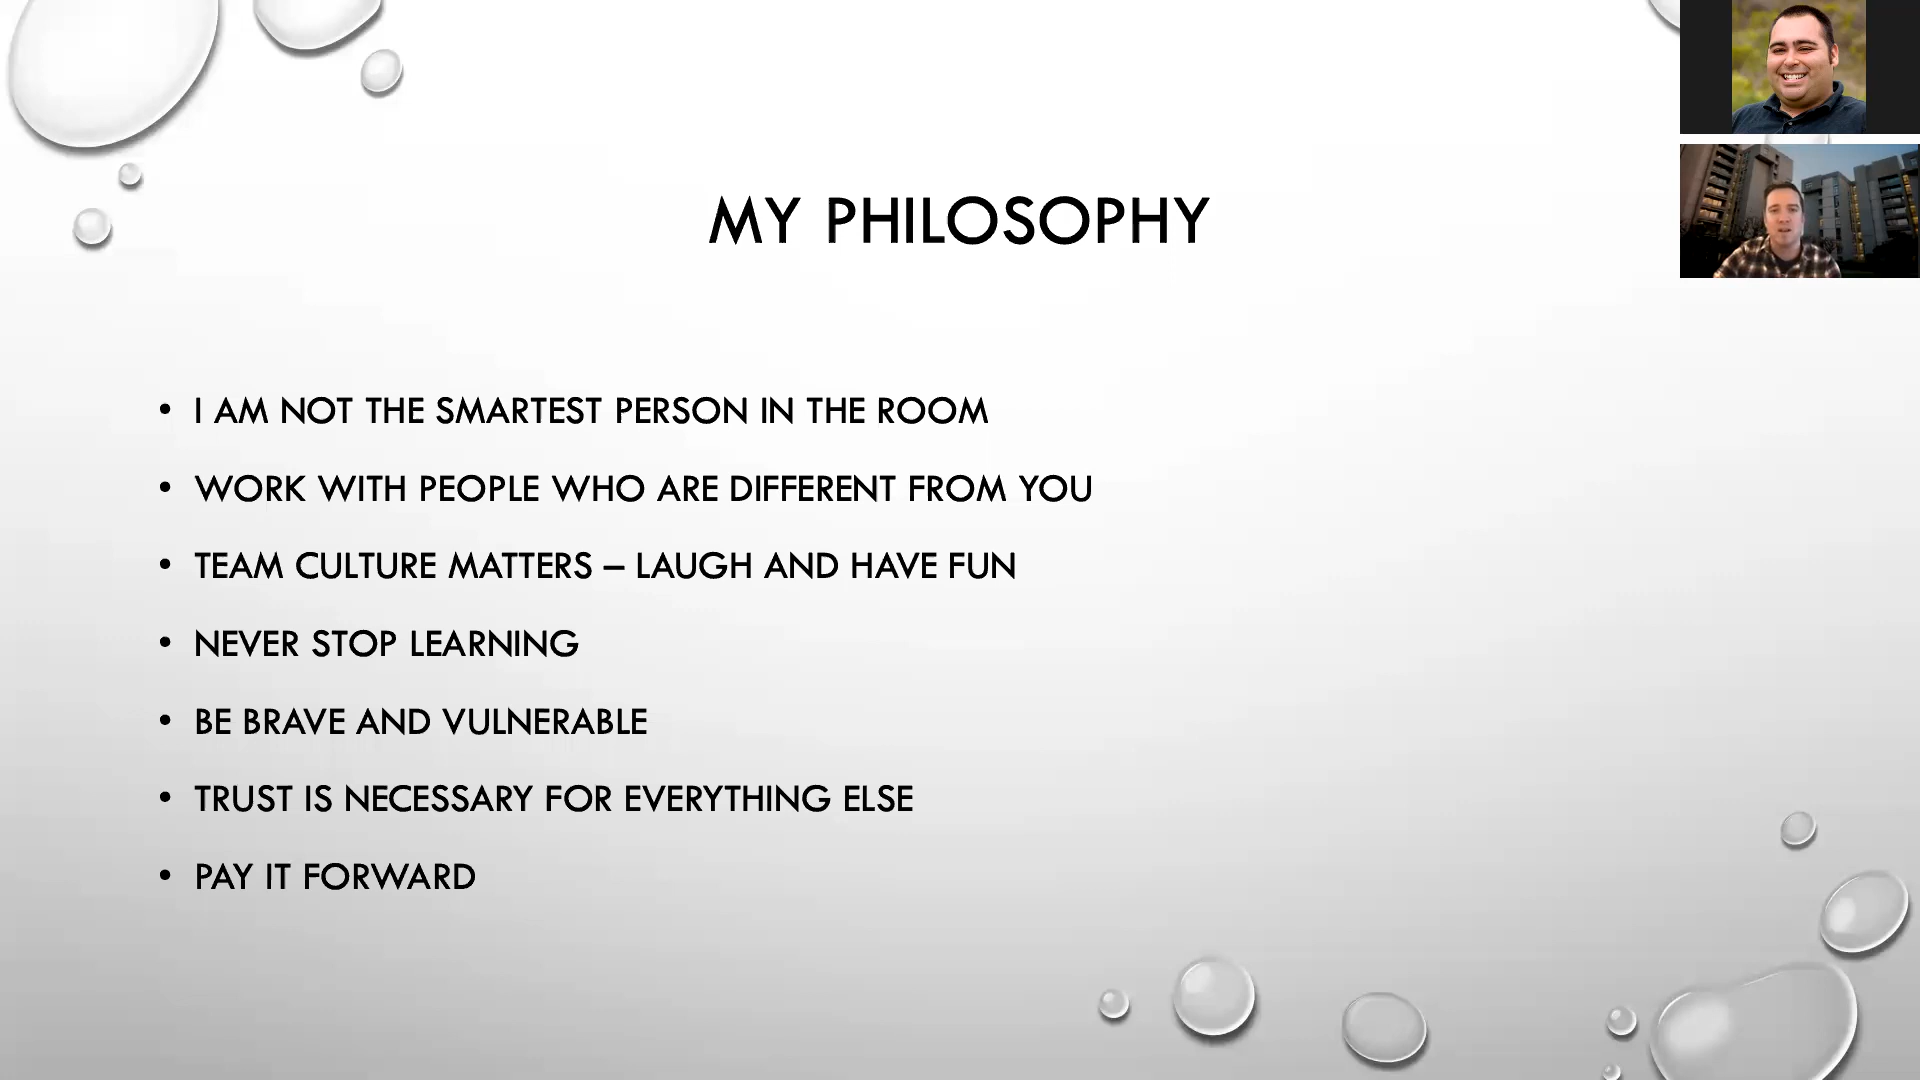 MY PHILOSOPHY
• I AM NOT THE SMARTEST PERSON IN THE ROOM
• WORK WITH PEOPLE WHO ARE DIFFERENT FROM YOU
• TEAM CULTURE MATTERS – LAUGH AND HAVE FUN
• NEVER STOP LEARNING
• BE BRAVE AND VULNERABLE
• TRUST IS NECESSARY FOR EVERYTHING ELSE
• PAY IT FORWARD